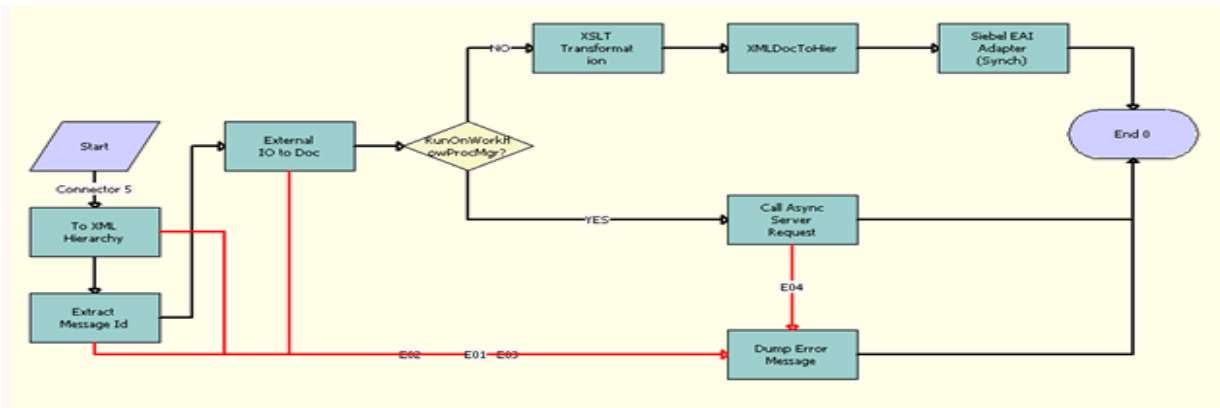 Start
Connector 5
To XML
Hierarchy
Extract
Message Id
External
IO to Doc
RunOnWorkfl
owProcMgr?
NO
XSLT
Transformat
ion
XMLDocToHier
Siebel EAI
Adapter
(Synch)
End 0
YES
Call Async
Server
Request
E04
E02
E01
E03
Dump Error
Message